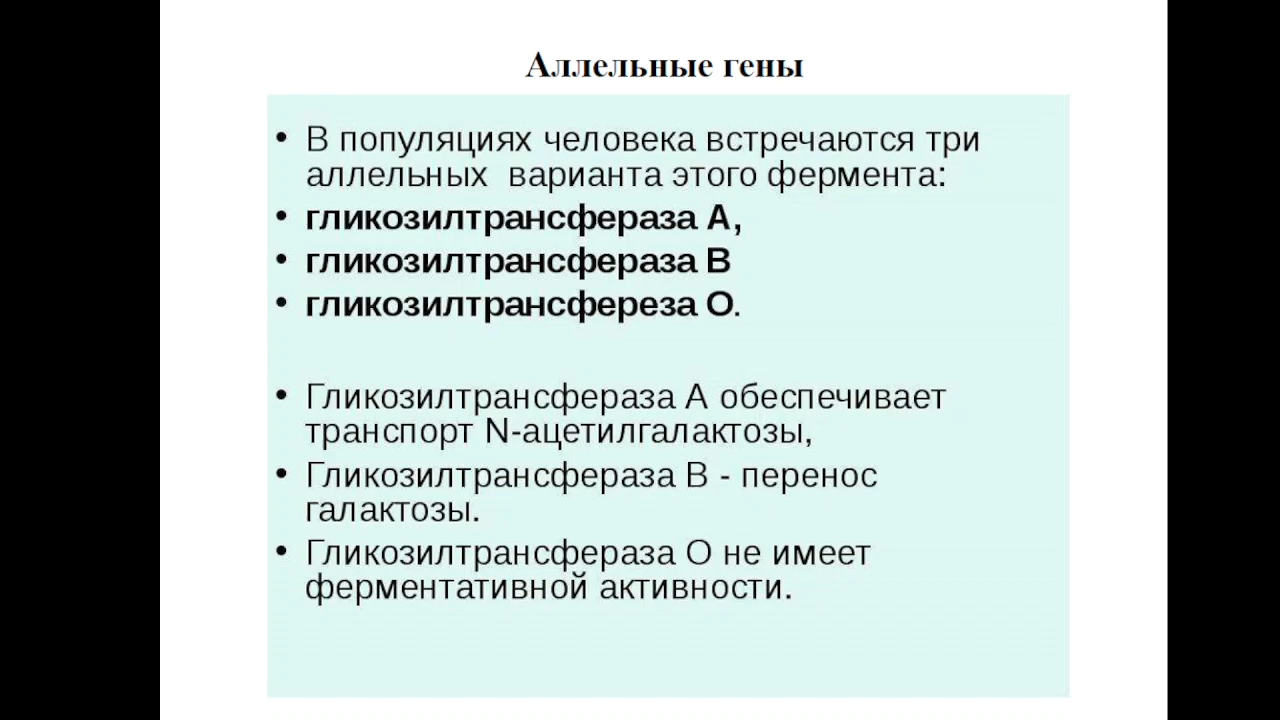 Аллельные гены
• В популяциях человека встречаются три
аллельных  варианта этого фермента:
• гликозилтрансфераза А,
• гликозилтрансфераза В
• гликозилтрансфереза О.
• Гликозилтрансфераза А обеспечивает
транспорт N-ацетилгалактозы,
• Гликозилтрансфераза В - перенос
галактозы.
• Гликозилтрансфераза О не имеет
ферментативной активности.